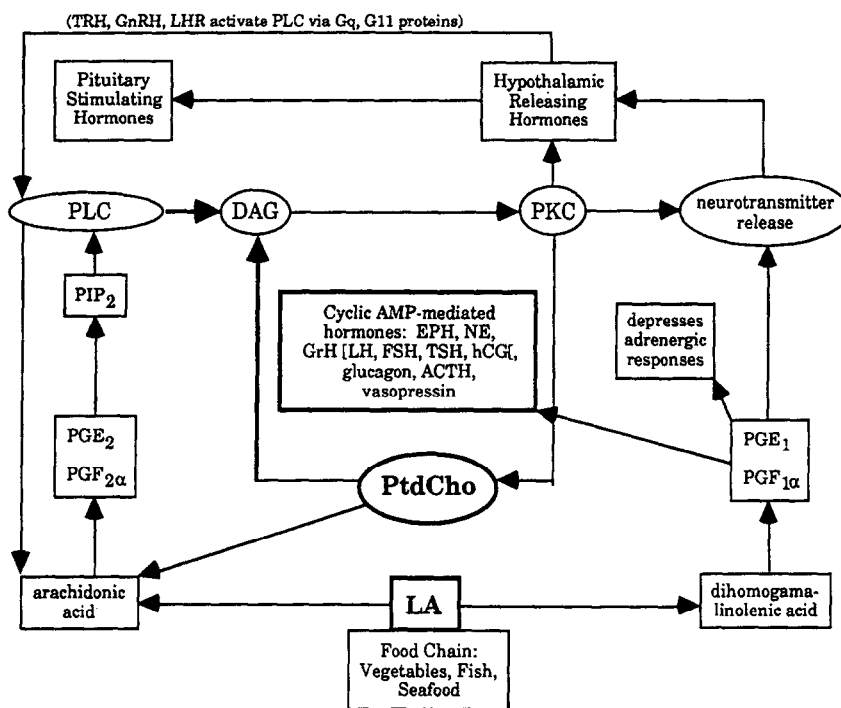 (TRH, GnRH, LHR activate PLC via Gq, G11 proteins)
Pituitary
Stimulating
Hormones
Hypothalamic
Releasing
Hormones
PLC
DAG
PKC
neurotransmitter
release
PIP2
Cyclic AMP-mediated
hormones: EPH, NE,
GrH [LH, FSH, TSH, hCG[,
glucagon, ACTH,
vasopressin
depresses
adrenergic
responses
PGE2
PGF2α
PGE1
PGF1α
PtdCho
arachidonic
acid
LA
dihomogama-
linolenic acid
Food Chain:
Vegetables, Fish,
Seafood